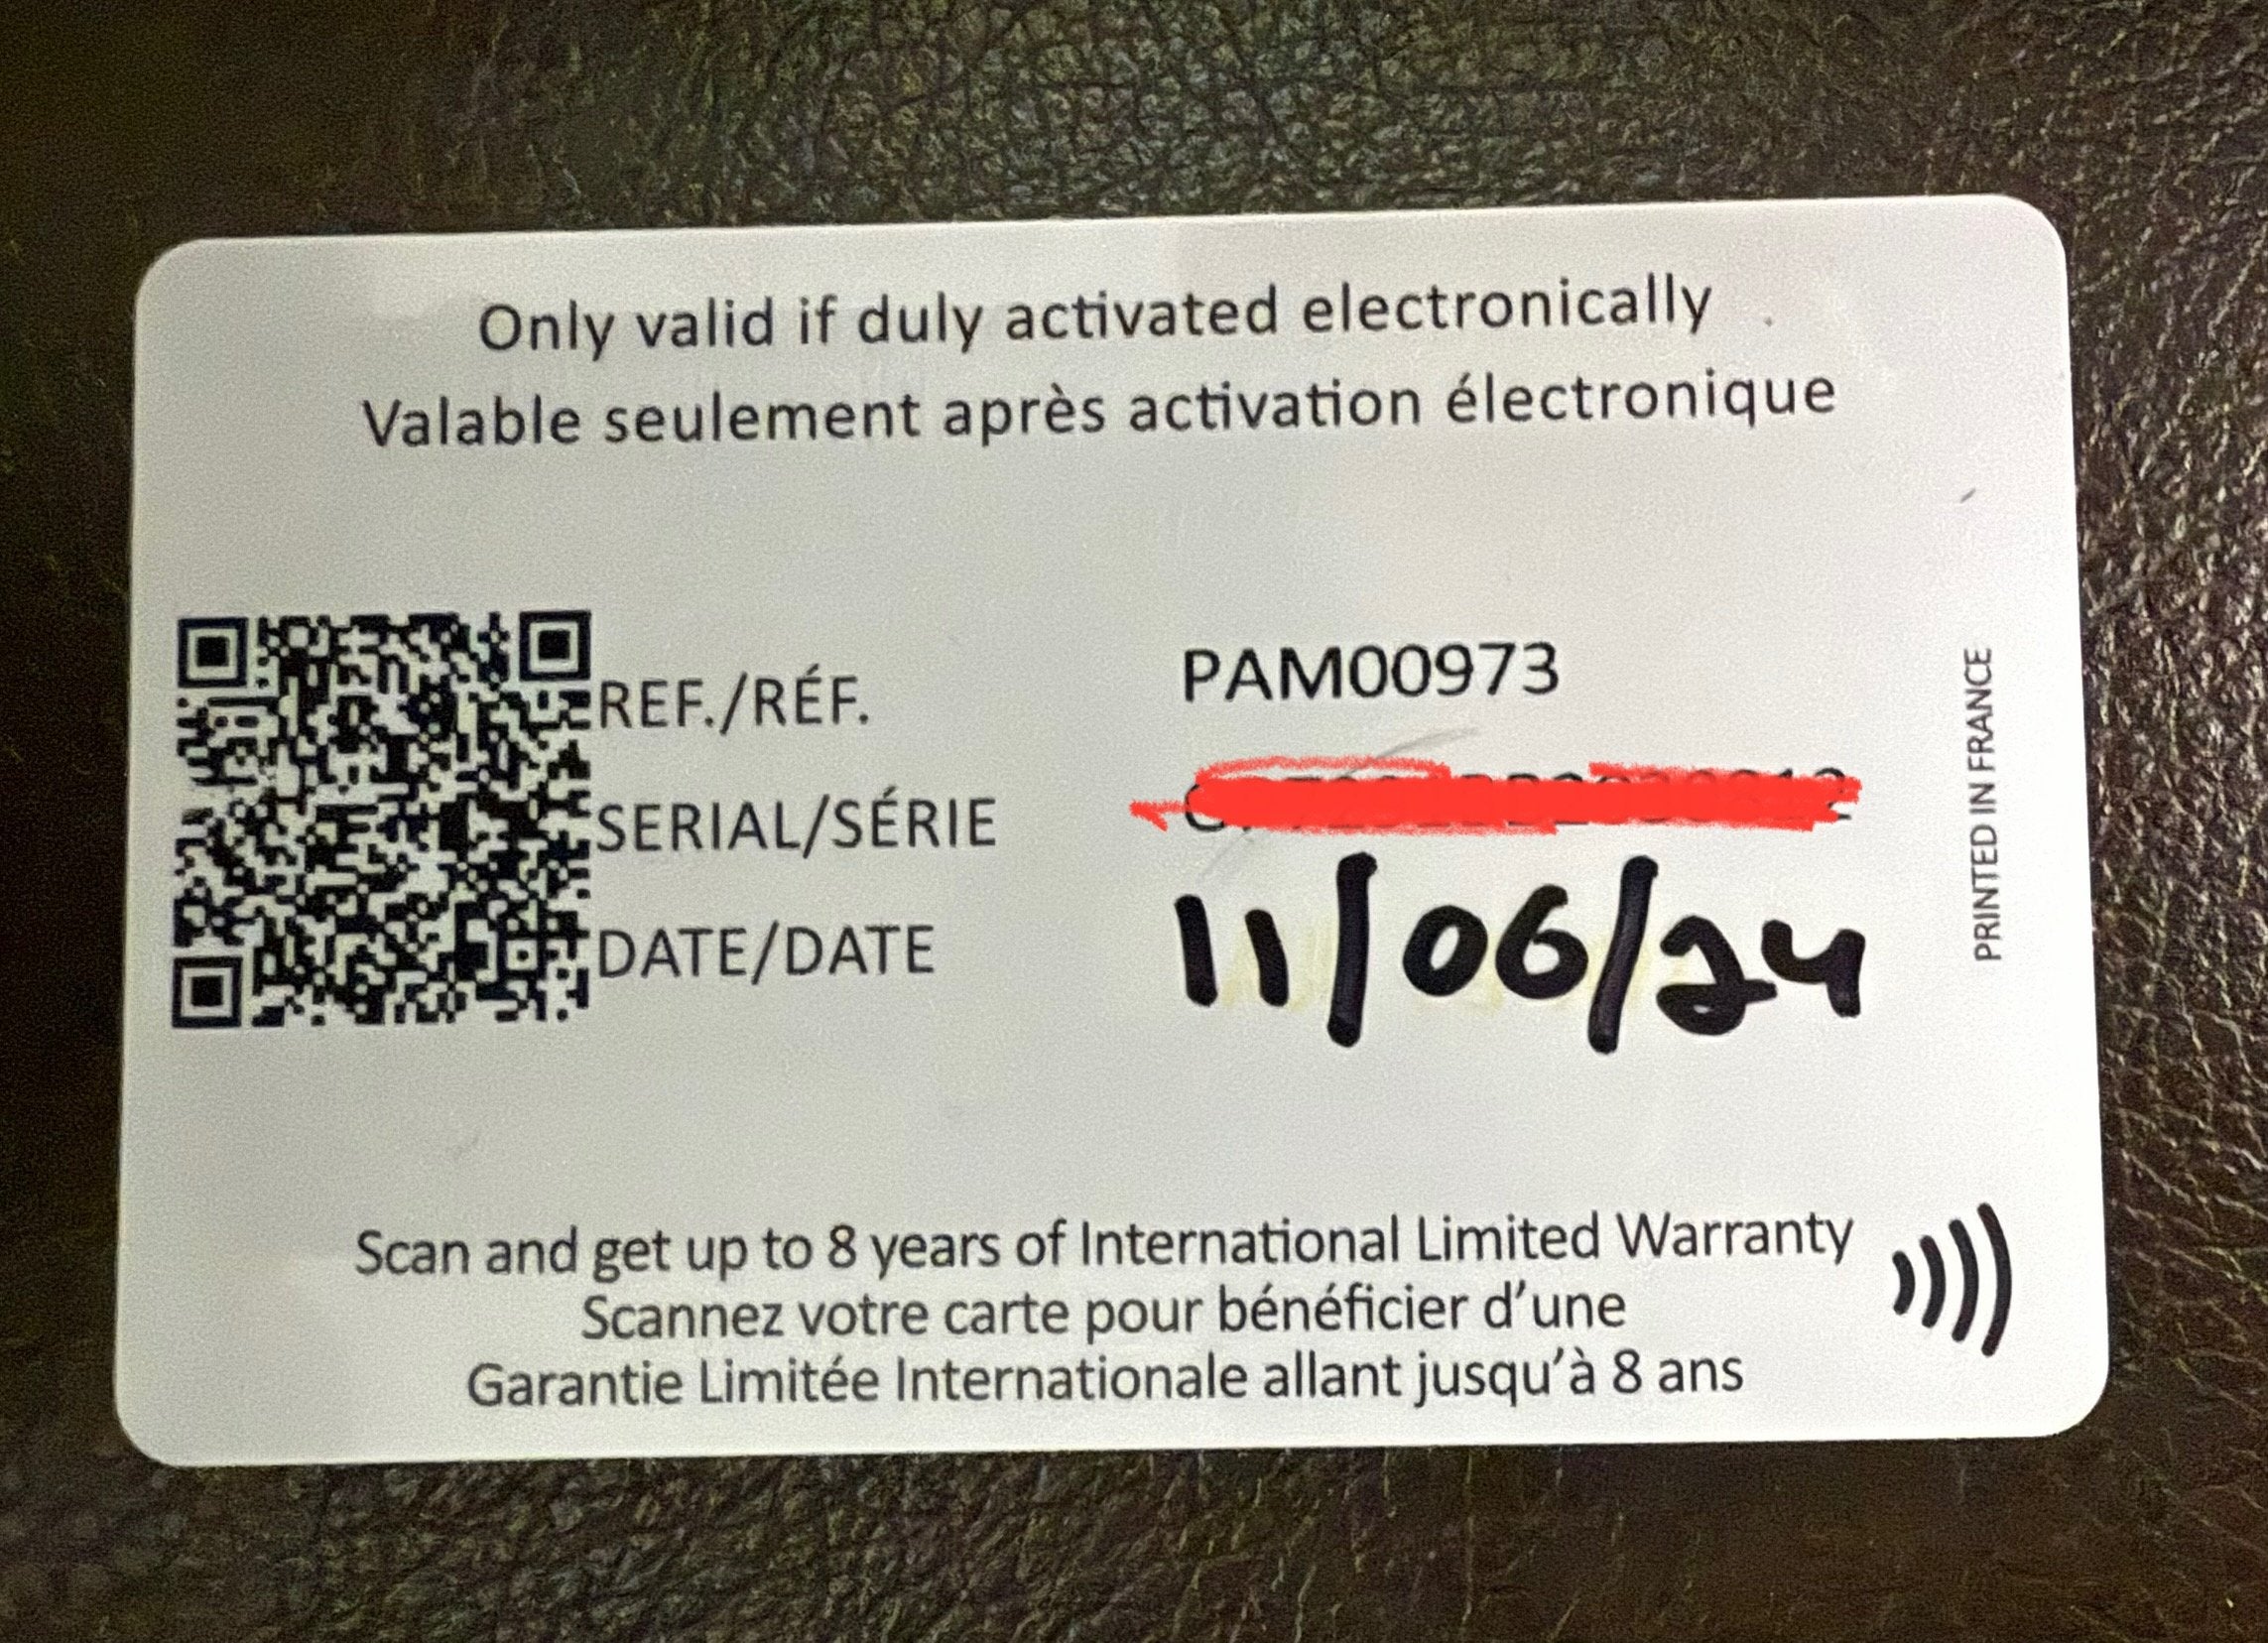 Only valid if duly activated electronically
Valable seulement après activation électronique
REF./RÉF. PAM00973
SERIAL/SÉRIE
DATE/DATE 11/06/24
PRINTED IN FRANCE
Scan and get up to 8 years of International Limited Warranty
Scannez votre carte pour bénéficier d'une
Garantie Limitée Internationale allant jusqu'à 8 ans